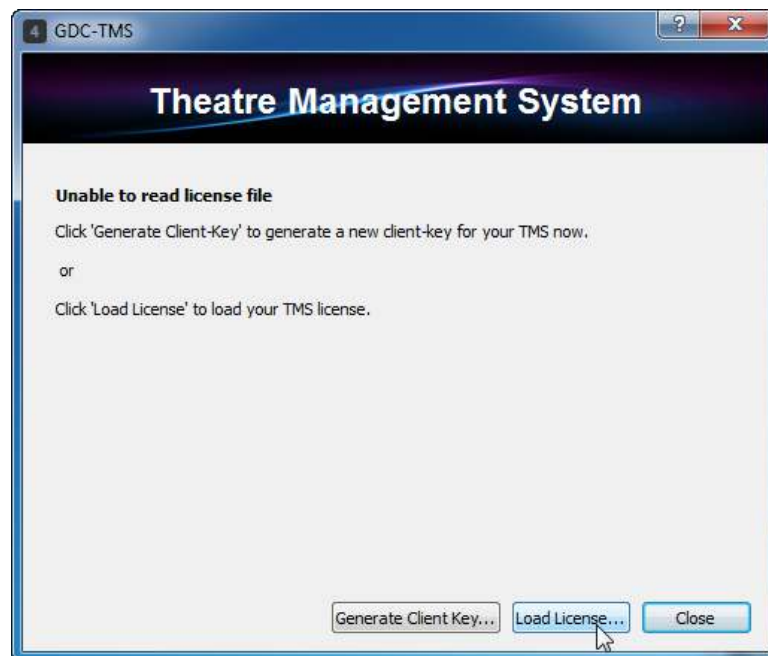 4 GDC-TMS
?
X
Theatre Management System
Unable to read license file
Click 'Generate Client-Key' to generate a new client-key for your TMS now.
or
Click 'Load License' to load your TMS license.
Generate Client Key... Load License... Close